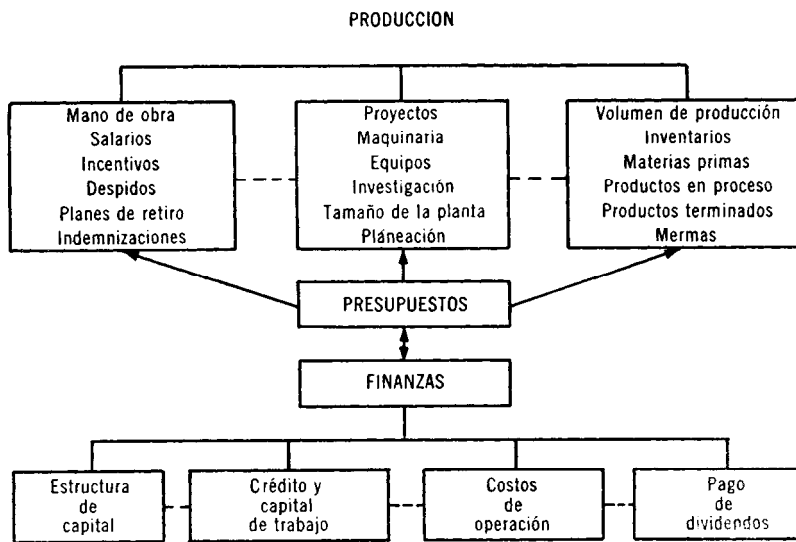 PRODUCCION
Mano de obra
Salarios
Incentivos
Despidos
Planes de retiro
Indemnizaciones
Proyectos
Maquinaria
Equipos
Investigación
Tamaño de la planta
Pláneación
Volumen de producción
Inventarios
Materias primas
Productos en proceso
Productos terminados
Mermas
PRESUPUESTOS
FINANZAS
Estructura
de
capital
Crédito y
capital
de trabajo
Costos
de
operación
Pago
de
dividendos